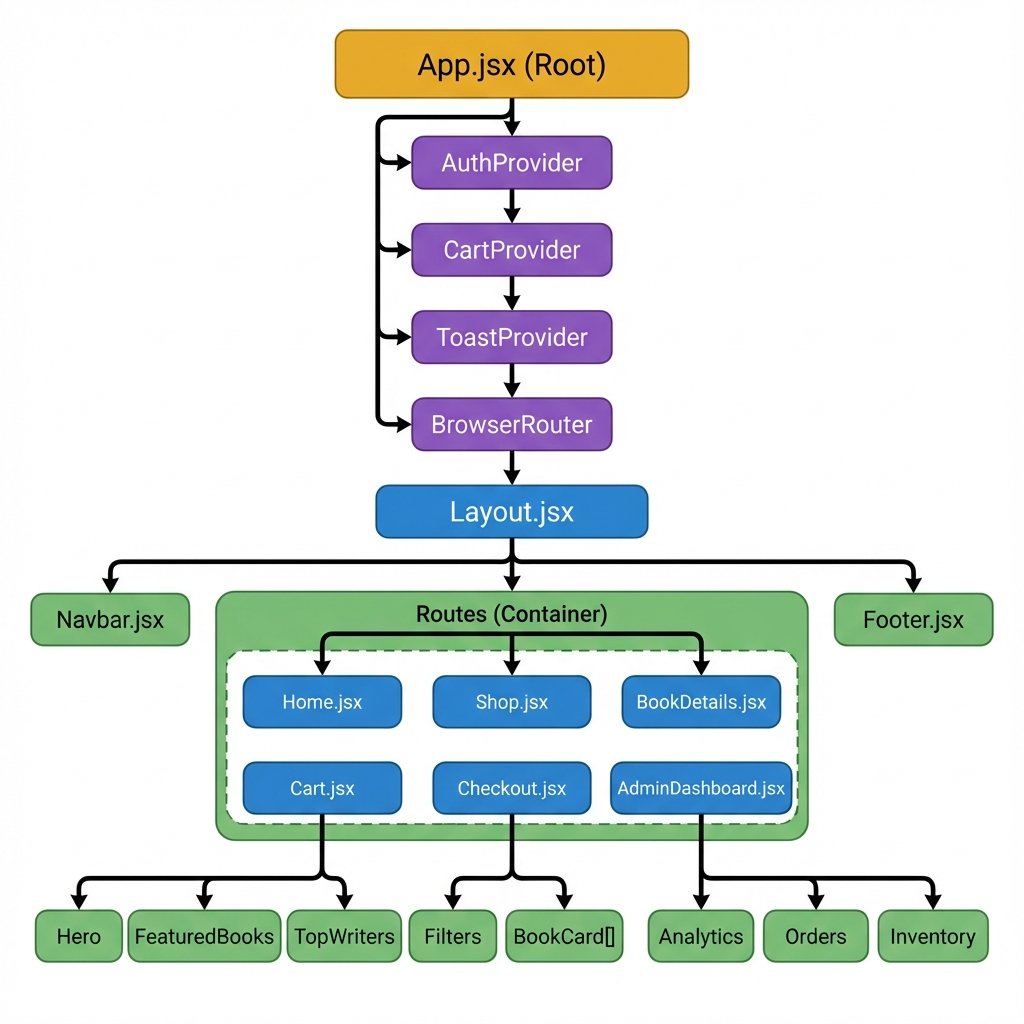 App.jsx (Root)
AuthProvider
CartProvider
ToastProvider
BrowserRouter
Layout.jsx
Navbar.jsx
Routes (Container)
Footer.jsx
Home.jsx
Shop.jsx
BookDetails.jsx
Cart.jsx
Checkout.jsx
AdminDashboard.jsx
Hero
FeaturedBooks
TopWriters
Filters
BookCard[]
Analytics
Orders
Inventory